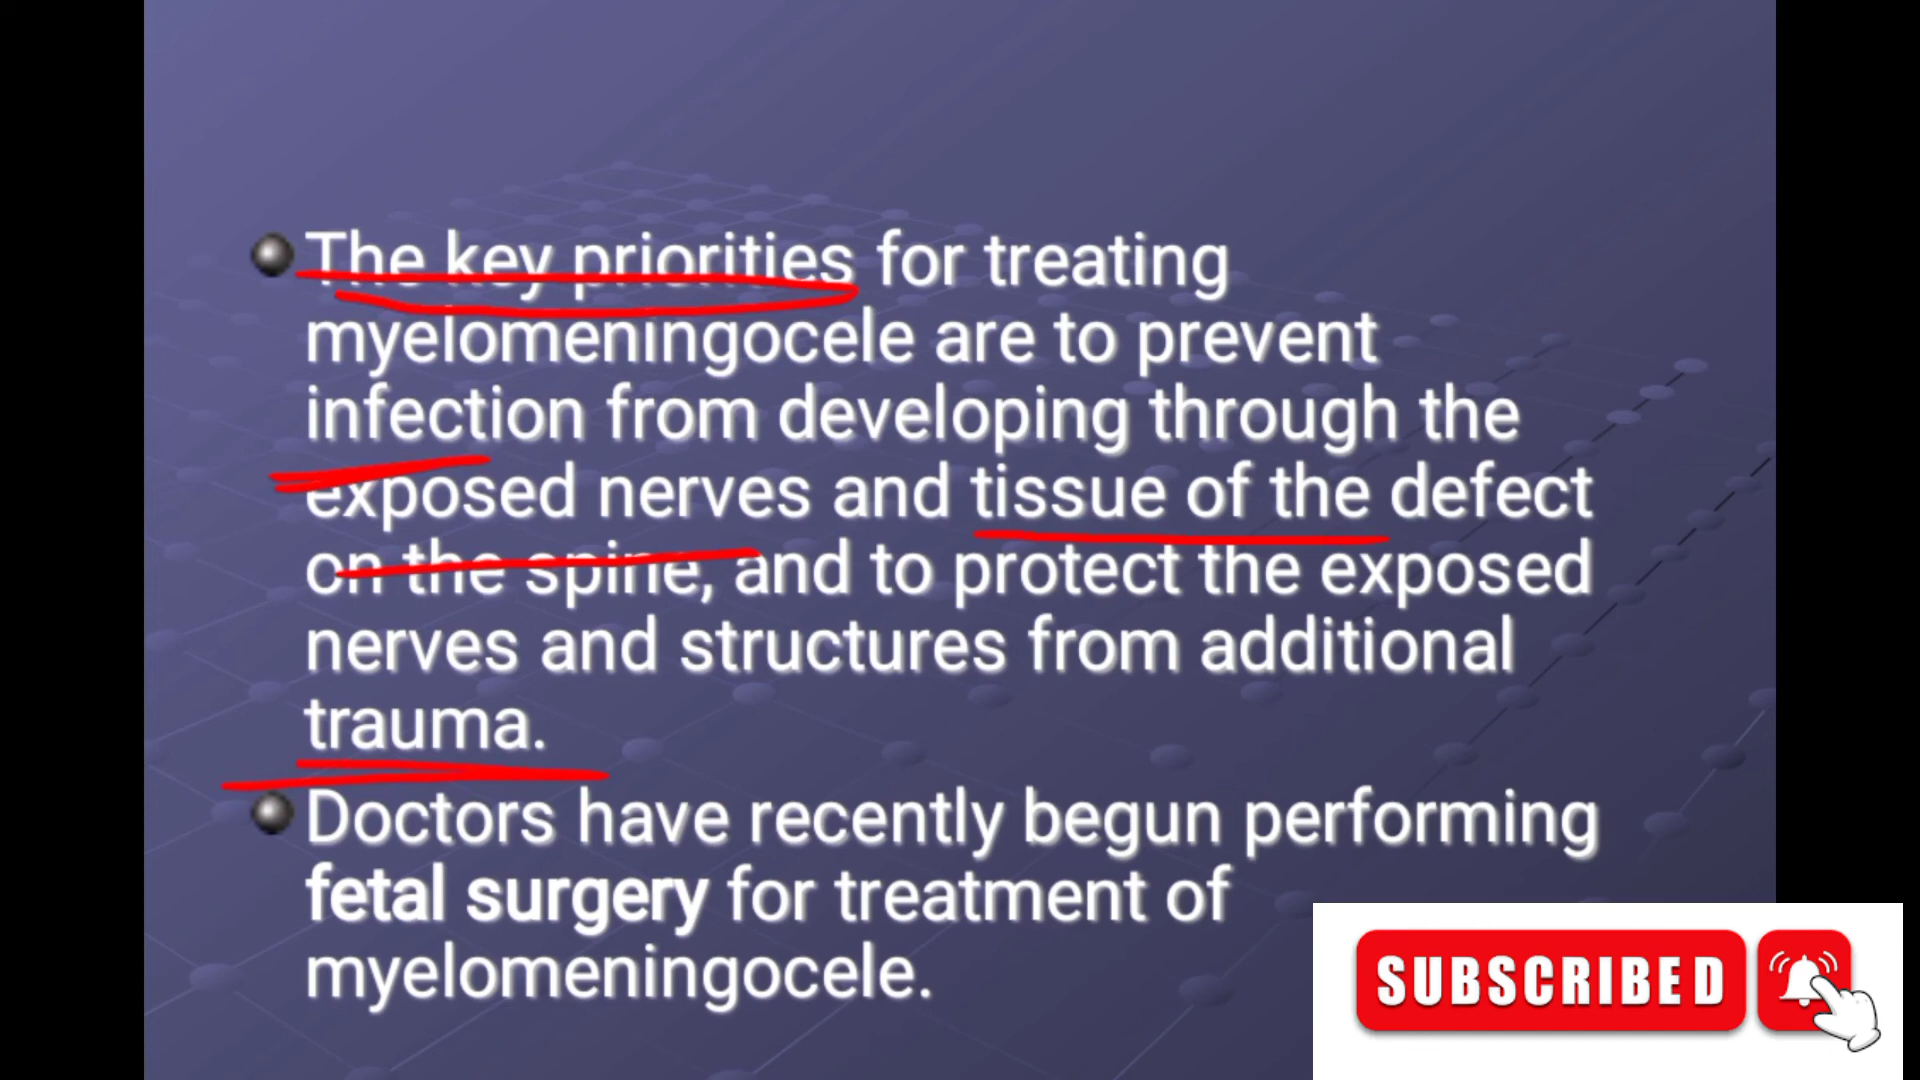 The key priorities for treating
myelomeningocele are to prevent
infection from developing through the
exposed nerves and tissue of the defect
on the spine, and to protect the exposed
nerves and structures from additional
trauma.
Doctors have recently begun performing
fetal surgery for treatment of
myelomeningocele.
SUBSCRIBED